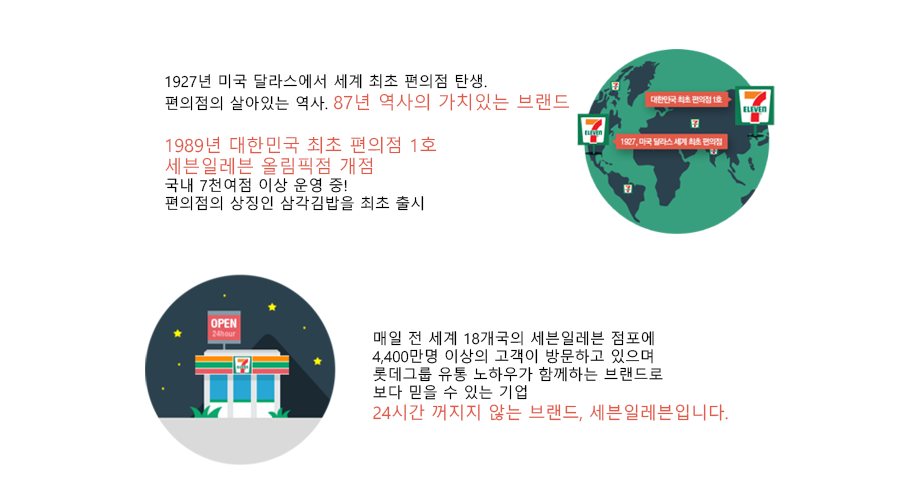 1927년 미국 달라스에서 세계 최초 편의점 탄생.
편의점의 살아있는 역사. 87년 역사의 가치있는 브랜드
1989년 대한민국 최초 편의점 1호
세븐일레븐 올림픽점 개점
국내 7천여점 이상 운영 중!
편의점의 상징인 삼각김밥을 최초 출시
대한민국 최초 편의점 1호
7
ELEVEN
7
ELEVEN
1927, 미국 달라스 세계 최초 편의점
OPEN
24hour
7
ELEVEN
매일 전 세계 18개국의 세븐일레븐 점포에
4,400만명 이상의 고객이 방문하고 있으며
롯데그룹 유통 노하우가 함께하는 브랜드로
보다 믿을 수 있는 기업
24시간 꺼지지 않는 브랜드, 세븐일레븐입니다.